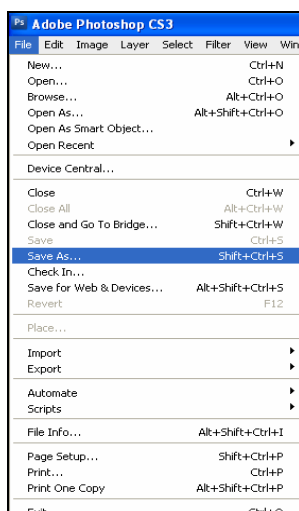 Ps Adobe Photoshop CS3
File Edit Image Layer Select Filter View Win
New... Ctrl+N
Open... Ctrl+O
Browse... Alt+Ctrl+O
Open As... Alt+Shift+Ctrl+O
Open As Smart Object...
Open Recent
Device Central...
Close Ctrl+W
Close All Alt+Ctrl+W
Close and Go To Bridge... Shift+Ctrl+W
Save Ctrl+S
Save As... Shift+Ctrl+S
Check In...
Save for Web & Devices... Alt+Shift+Ctrl+S
Revert F12
Place...
Import
Export
Automate
Scripts
File Info... Alt+Shift+Ctrl+I
Page Setup... Shift+Ctrl+P
Print... Ctrl+P
Print One Copy Alt+Shift+Ctrl+P
Exit Ctrl+Q